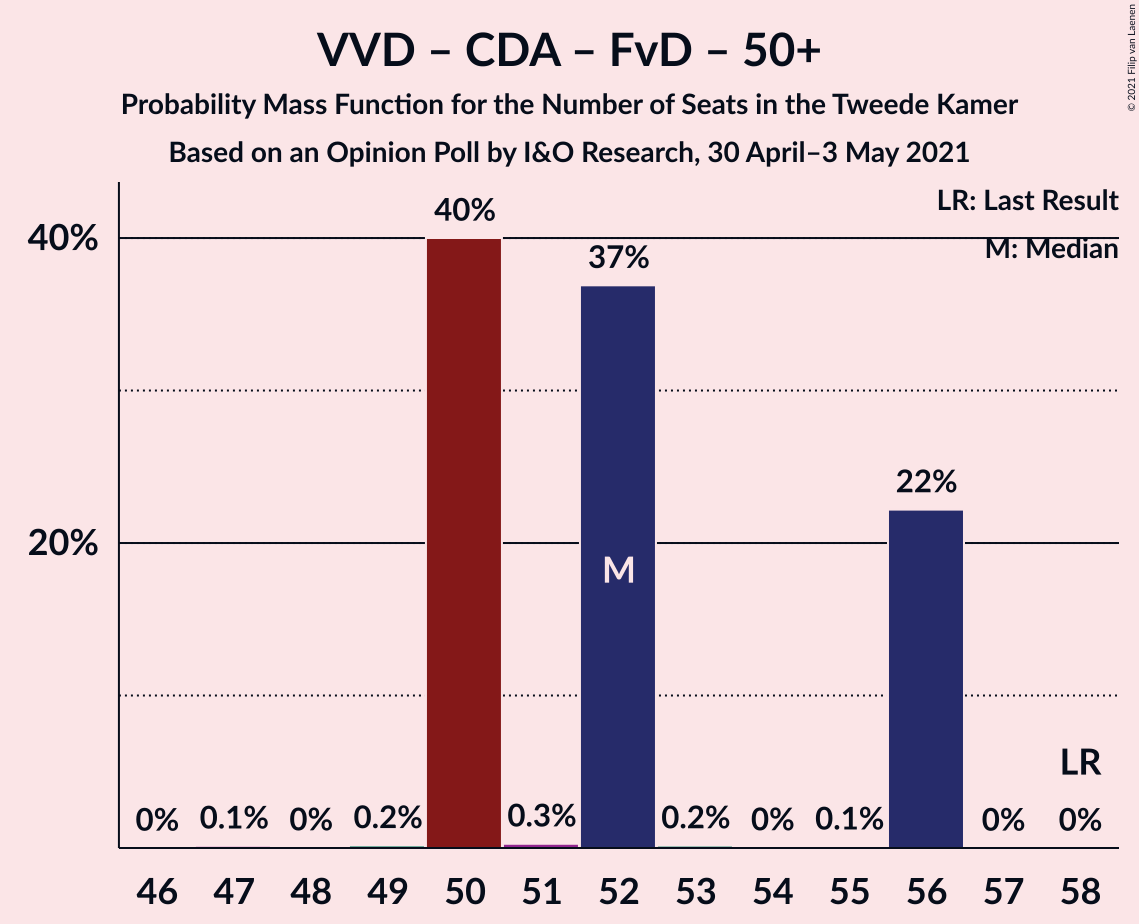 VVD – CDA – FvD – 50+
Probability Mass Function for the Number of Seats in the Tweede Kamer
Based on an Opinion Poll by I&O Research, 30 April–3 May 2021
© 2021 Filip van Laenen
LR: Last Result
M: Median
40%
20%
40%
37%
22%
M
LR
0% 0.1% 0% 0.2% 0.3% 0.2% 0% 0.1% 0% 0%
46 47 48 49 50 51 52 53 54 55 56 57 58